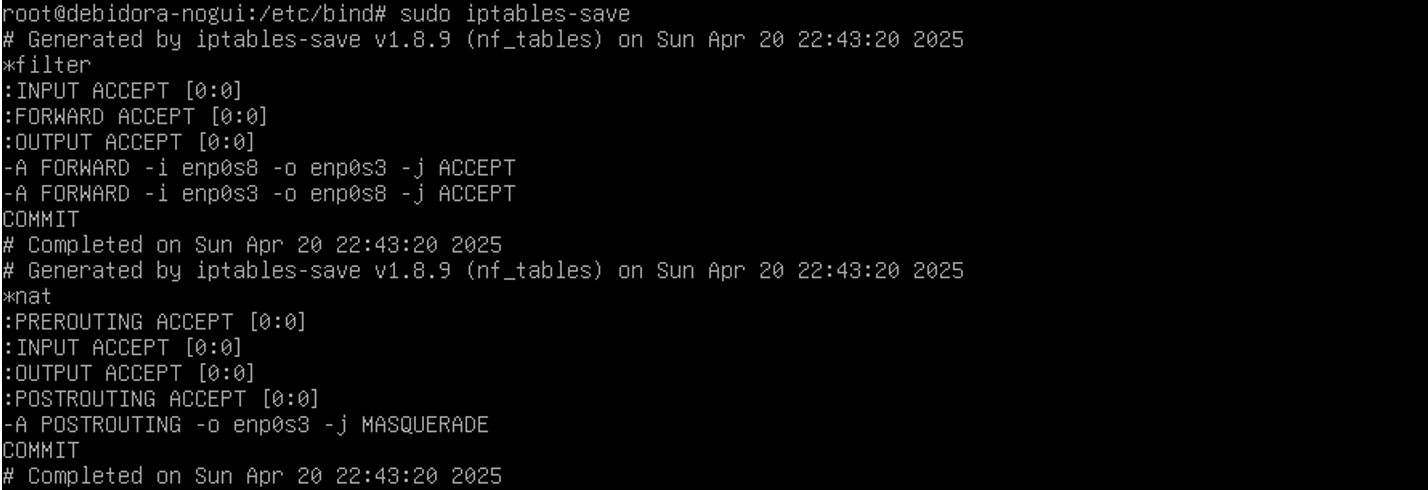 root@debidora-nogui:/etc/bind# sudo iptables-save
# Generated by iptables-save v1.8.9 (nf_tables) on Sun Apr 20 22:43:20 2025
*filter
:INPUT ACCEPT [0:0]
:FORWARD ACCEPT [0:0]
:OUTPUT ACCEPT [0:0]
-A FORWARD -i enp0s8 -o enp0s3 -j ACCEPT
-A FORWARD -i enp0s3 -o enp0s8 -j ACCEPT
COMMIT
# Completed on Sun Apr 20 22:43:20 2025
# Generated by iptables-save v1.8.9 (nf_tables) on Sun Apr 20 22:43:20 2025
*nat
:PREROUTING ACCEPT [0:0]
:INPUT ACCEPT [0:0]
:OUTPUT ACCEPT [0:0]
:POSTROUTING ACCEPT [0:0]
-A POSTROUTING -o enp0s3 -j MASQUERADE
COMMIT
# Completed on Sun Apr 20 22:43:20 2025